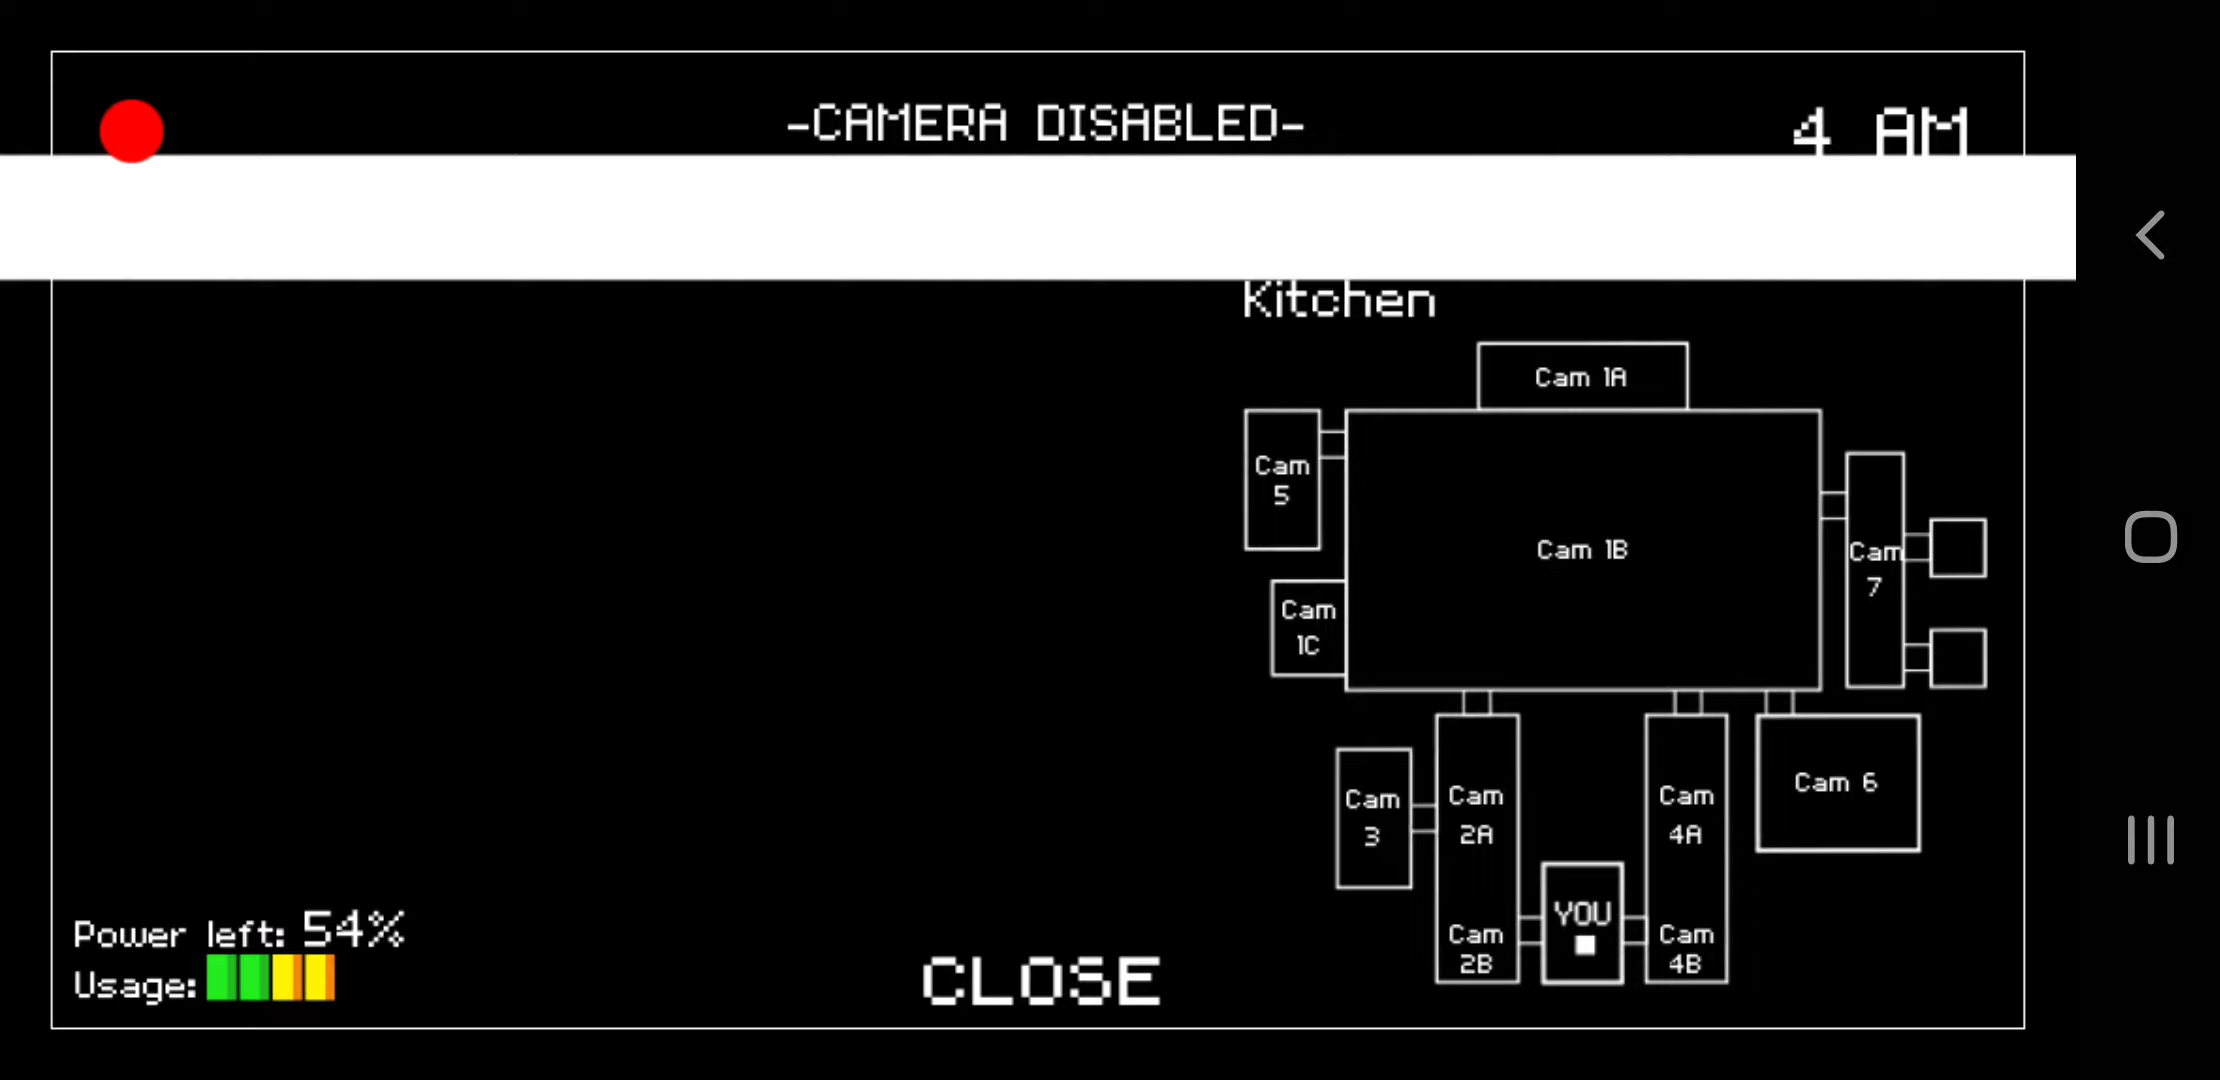 -CAMERA DISABLED-
4 AM
Kitchen
Cam 1A
Cam
5
Cam 1B
Cam
7
Cam
1C
Cam
3
Cam
2A
Cam
4A
Cam 6
YOU
Cam
2B
Cam
4B
Power left: 54%
Usage:
CLOSE